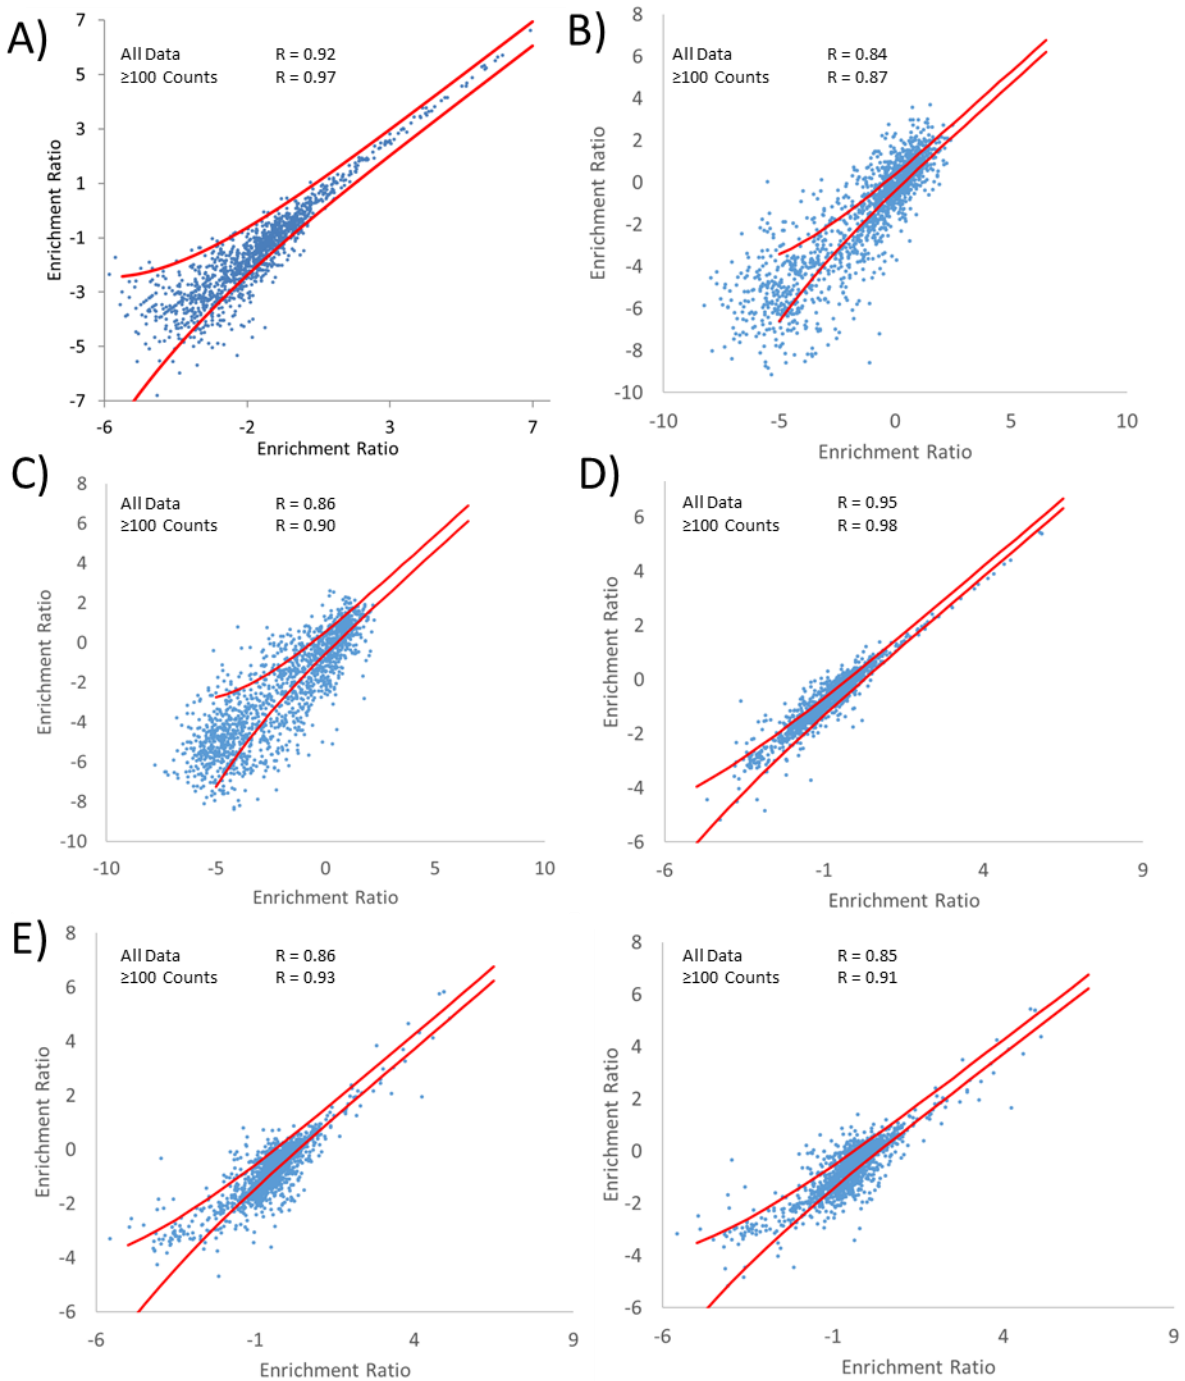 A)
All Data R = 0.92
≥100 Counts R = 0.97
7
5
3
1
-1
-3
-5
-7
-6 -2 3 7
Enrichment Ratio
Enrichment Ratio
B)
All Data R = 0.84
≥100 Counts R = 0.87
8
6
4
2
0
-2
-4
-6
-8
-10
-10 -5 0 5 10
Enrichment Ratio
Enrichment Ratio
C)
All Data R = 0.86
≥100 Counts R = 0.90
8
6
4
2
0
-2
-4
-6
-8
-10
-10 -5 0 5 10
Enrichment Ratio
Enrichment Ratio
D)
All Data R = 0.95
≥100 Counts R = 0.98
6
4
2
0
-2
-4
-6
-6 -1 4 9
Enrichment Ratio
Enrichment Ratio
E)
All Data R = 0.86
≥100 Counts R = 0.93
8
6
4
2
0
-2
-4
-6
-6 -1 4 9
Enrichment Ratio
Enrichment Ratio
All Data R = 0.85
≥100 Counts R = 0.91
8
6
4
2
0
-2
-4
-6
-6 -1 4 9
Enrichment Ratio
Enrichment Ratio